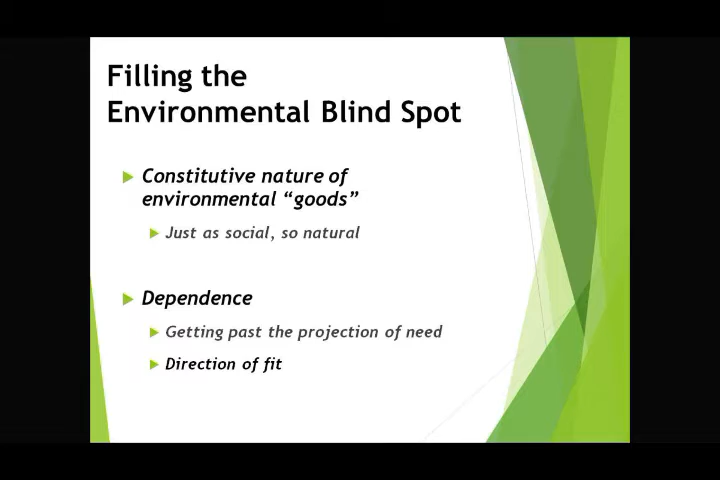 Filling the
Environmental Blind Spot
Constitutive nature of
environmental “goods”
Just as social, so natural
Dependence
Getting past the projection of need
Direction of fit